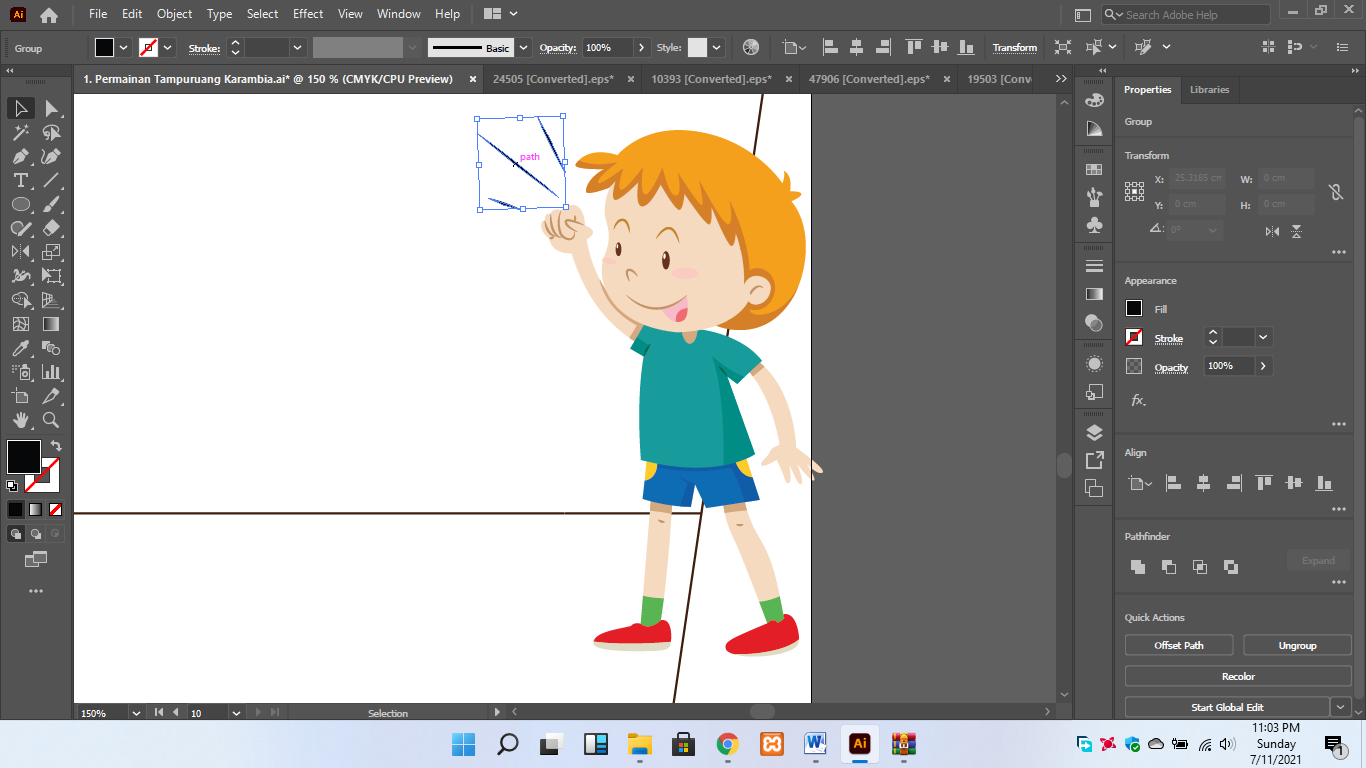 Ai File Edit Object Type Select Effect View Window Help Search Adobe Help
Group Stroke: Basic Opacity: 100% Style: Transform
1. Permainan Tampuruang Karambia.ai* @ 150 % (CMYK/CPU Preview) × 24505 [Converted].eps* × 10393 [Converted].eps* × 47906 [Converted].eps* × 19503 [Conv
Properties Libraries
Group
Transform
X: 25.3185 cm W: 0 cm
Y: 0 cm H: 0 cm
0°
Appearance
Fill
Stroke
Opacity 100%
fx.
Align
Pathfinder
Expand
Quick Actions
Offset Path Ungroup
Recolor
Start Global Edit
path
150% 10 Selection
W Ai
11:03 PM
Sunday
7/11/2021
1